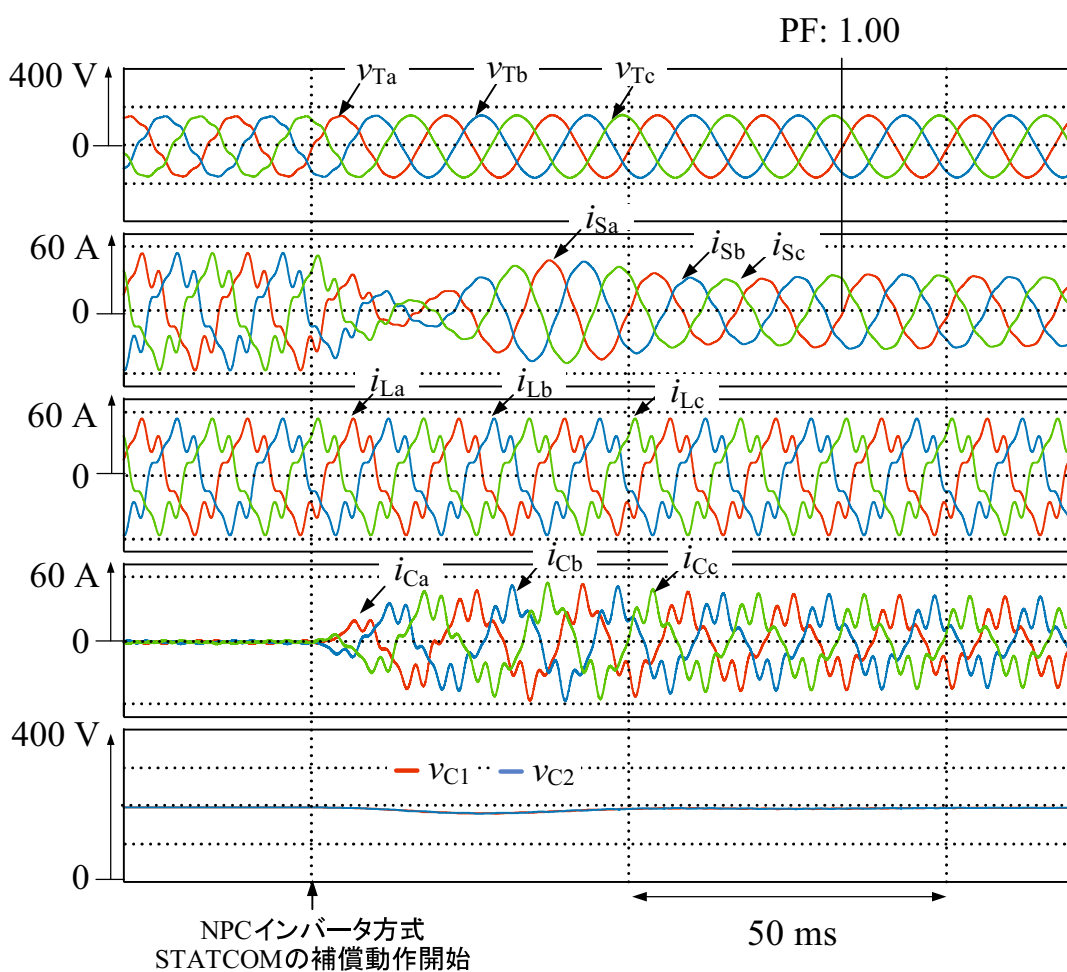 PF: 1.00
400 V
vTa
vTb
vTc
0
60 A
iSa
iSb
iSc
0
60 A
iLa
iLb
iLc
0
60 A
iCa
iCb
iCc
0
400 V
vC1
vC2
0
NPCインバータ方式
STATCOMの補償動作開始
50 ms